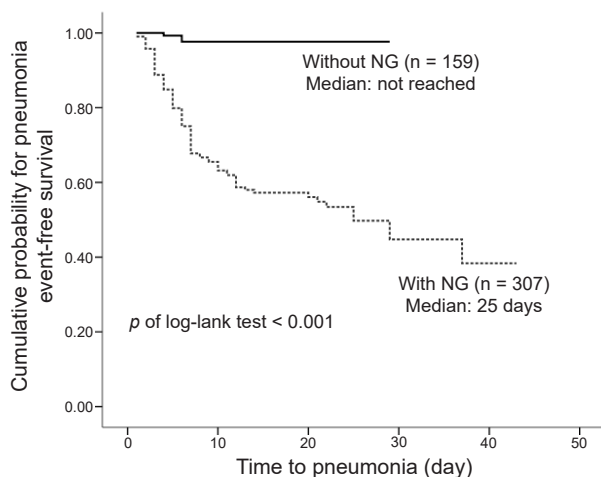 Cumulative probability for pneumonia
event-free survival
1.00
0.80
0.60
0.40
0.20
0.00
Without NG (n = 159)
Median: not reached
With NG (n = 307)
Median: 25 days
p of log-lank test < 0.001
0 10 20 30 40 50
Time to pneumonia (day)